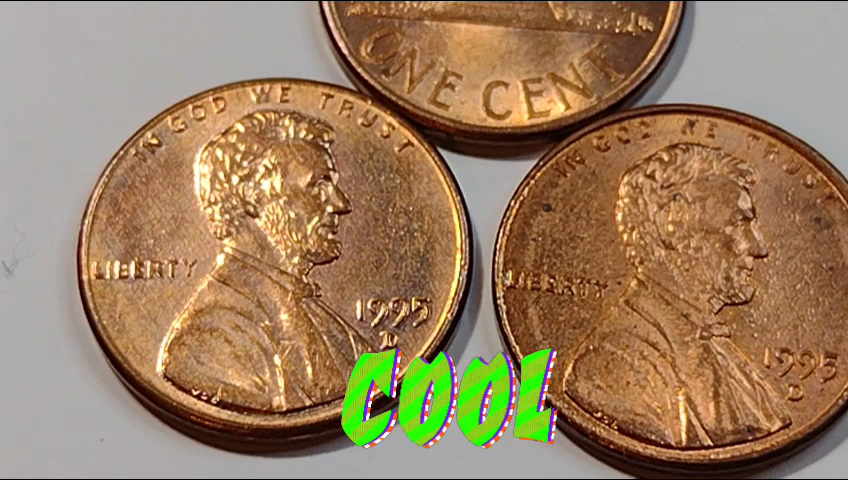 ONE CENT
IN GOD WE TRUST
LIBERTY
1995
D
IN GOD WE TRUST
LIBERTY
1995
D
COOL